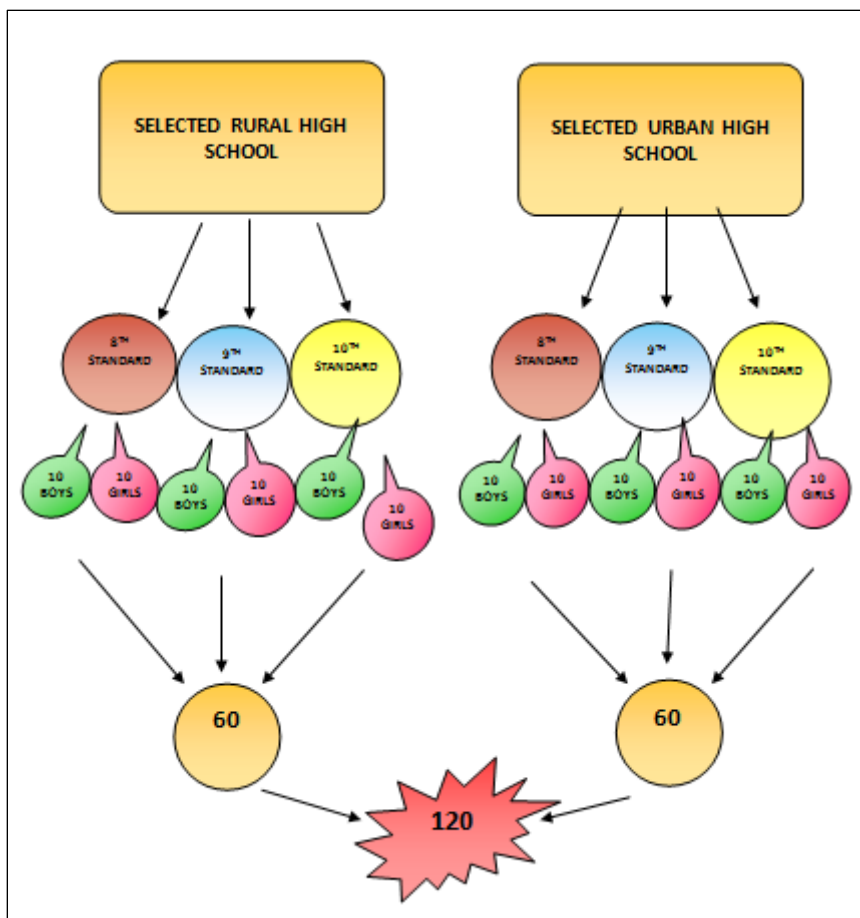 SELECTED RURAL HIGH
SCHOOL
SELECTED URBAN HIGH
SCHOOL
8TH
STANDARD
9TH
STANDARD
10TH
STANDARD
8TH
STANDARD
9TH
STANDARD
10TH
STANDARD
10
BOYS
10
GIRLS
10
BOYS
10
GIRLS
10
BOYS
10
GIRLS
10
BOYS
10
GIRLS
10
BOYS
10
GIRLS
10
BOYS
10
GIRLS
60
60
120